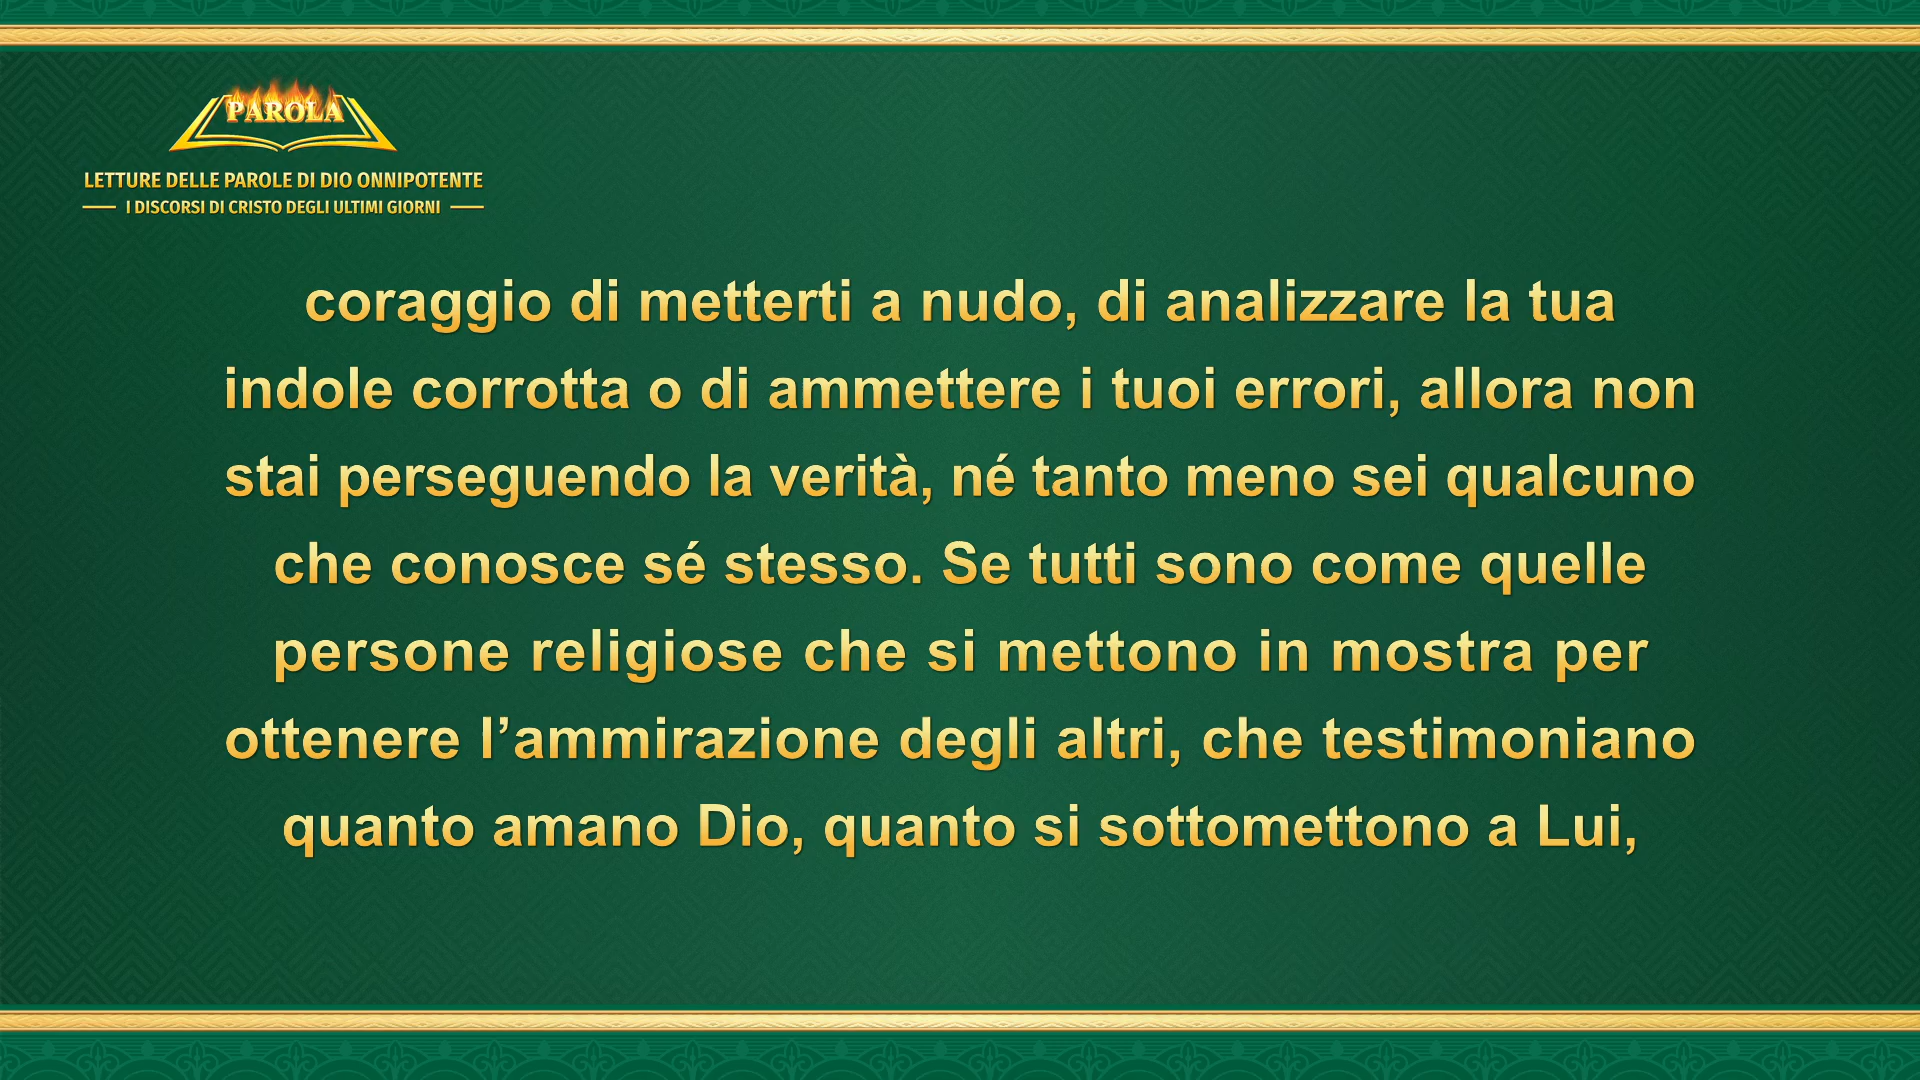 PAROLA
LETTURE DELLE PAROLE DI DIO ONNIPOTENTE
I DISCORSI DI CRISTO DEGLI ULTIMI GIORNI
coraggio di metterti a nudo, di analizzare la tua
indole corrotta o di ammettere i tuoi errori, allora non
stai perseguendo la verità, né tanto meno sei qualcuno
che conosce sé stesso. Se tutti sono come quelle
persone religiose che si mettono in mostra per
ottenere l’ammirazione degli altri, che testimoniano
quanto amano Dio, quanto si sottomettono a Lui,